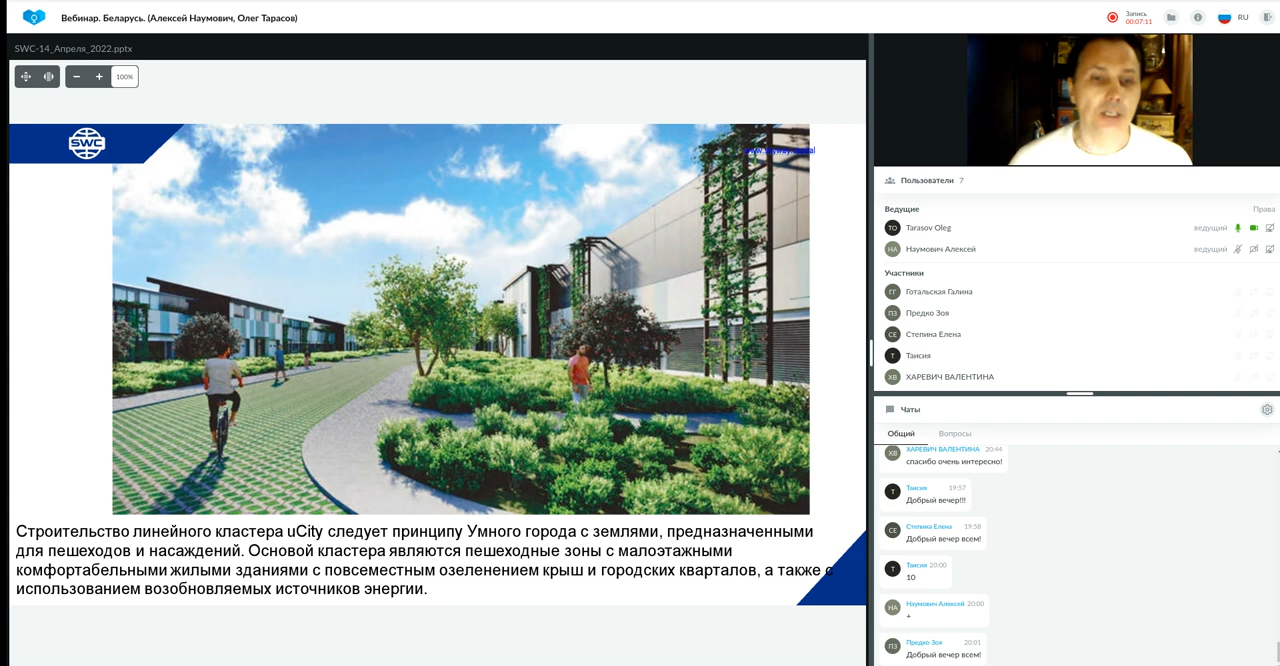 Вебинар. Беларусь. (Алексей Наумович, Олег Тарасов)
Запись
00:07:11
RU
SWC-14_Апреля_2022.pptx
100%
SWC
Строительство линейного кластера uCity следует принципу Умного города с землями, предназначенными
для пешеходов и насаждений. Основой кластера являются пешеходные зоны с малоэтажными
комфортабельными жилыми зданиями с повсеместным озеленением крыш и городских кварталов, а также с
использованием возобновляемых источников энергии.
Пользователи 7
Ведущие Права
TO Tarasov Oleg ведущий
НА Наумович Алексей ведущий
Участники
ГГ Готальская Галина
ПЗ Предко Зоя
СЕ Степина Елена
Т Таисия
ХВ ХАРЕВИЧ ВАЛЕНТИНА
Чаты
Общий Вопросы
ХВ ХАРЕВИЧ ВАЛЕНТИНА 20:44
спасибо очень интересно!
Т Таисия 19:57
Добрый вечер!!!
СЕ Степина Елена 19:58
Добрый вечер всем!
Т Таисия 20:00
10
НА Наумович Алексей 20:00
+
ПЗ Предко Зоя 20:01
Добрый вечер всем!